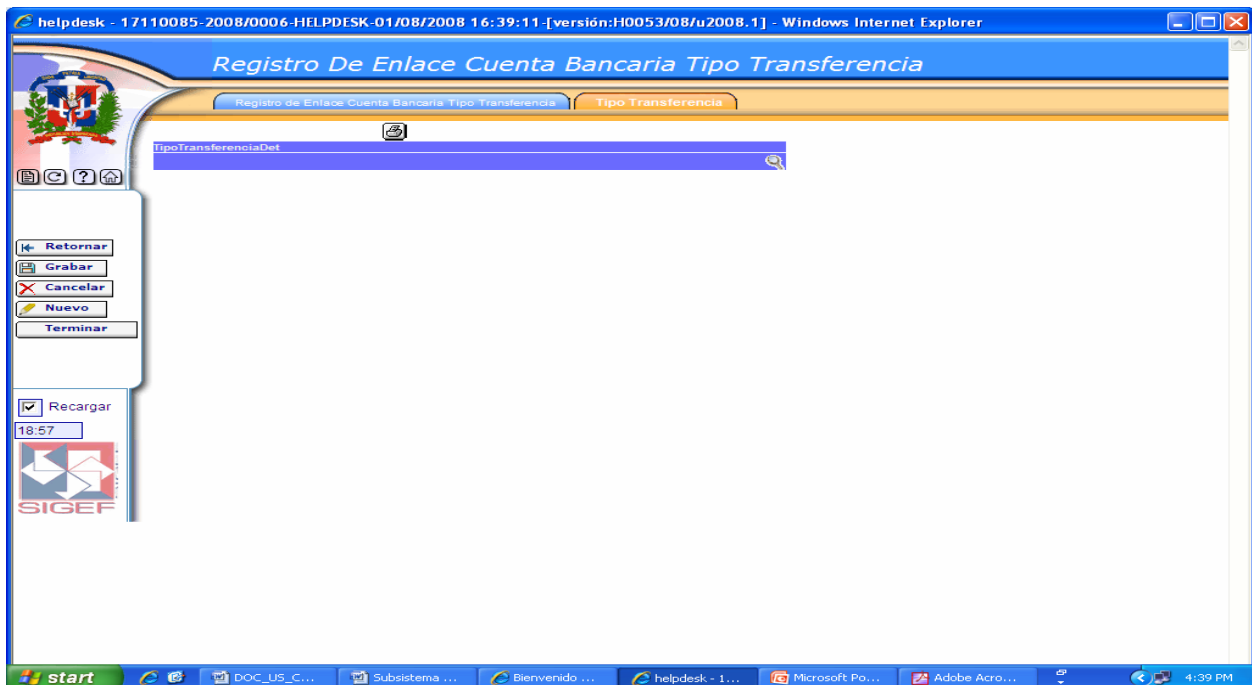 helpdesk - 17110085-2008/0006-HELPDESK-01/08/2008 16:39:11-[versión:H0053/08/u2008.1] - Windows Internet Explorer
Registro De Enlace Cuenta Bancaria Tipo Transferencia
Registro de Enlace Cuenta Bancaria Tipo Transferencia
Tipo Transferencia
TipoTransferenciaDet
Retornar
Grabar
Cancelar
Nuevo
Terminar
Recargar
18:57
SIGEF
start
DOC_US_C...
Subsistema ...
Bienvenido ...
helpdesk - 1...
Microsoft Po...
Adobe Acro...
4:39 PM